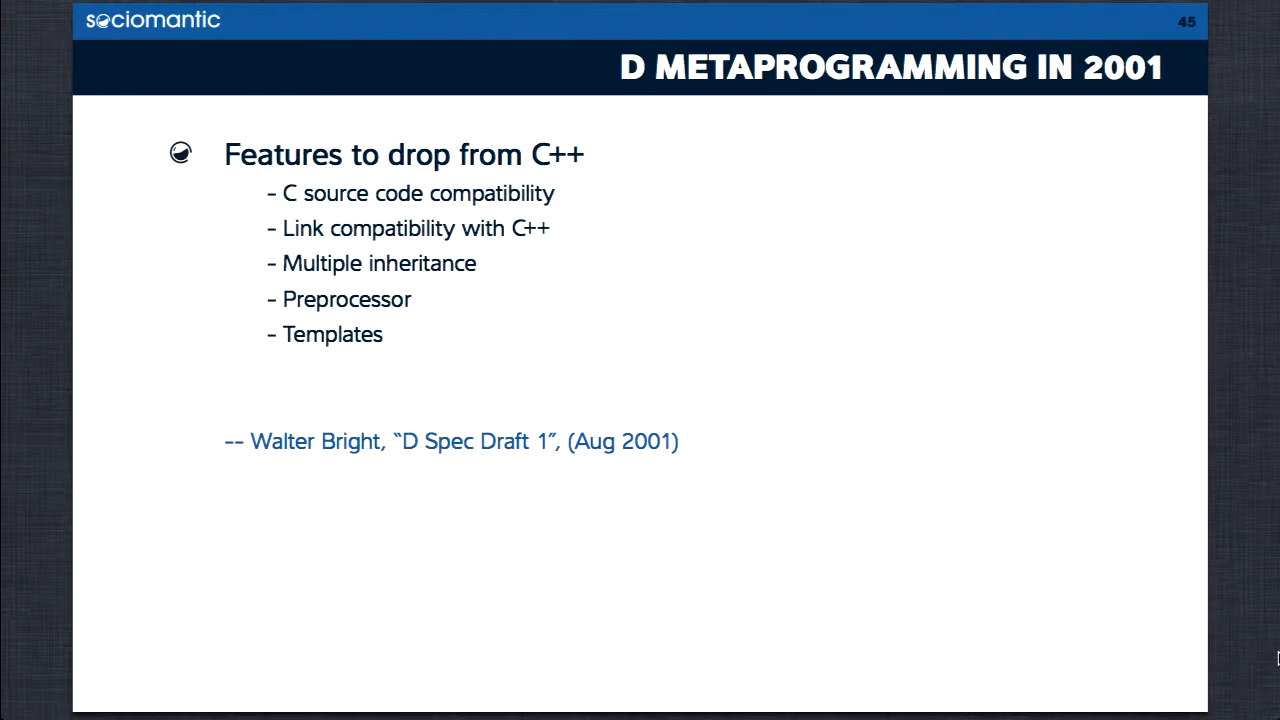 sociomantic
45
D METAPROGRAMMING IN 2001
Features to drop from C++
- C source code compatibility
- Link compatibility with C++
- Multiple inheritance
- Preprocessor
- Templates
-- Walter Bright, “D Spec Draft 1”, (Aug 2001)